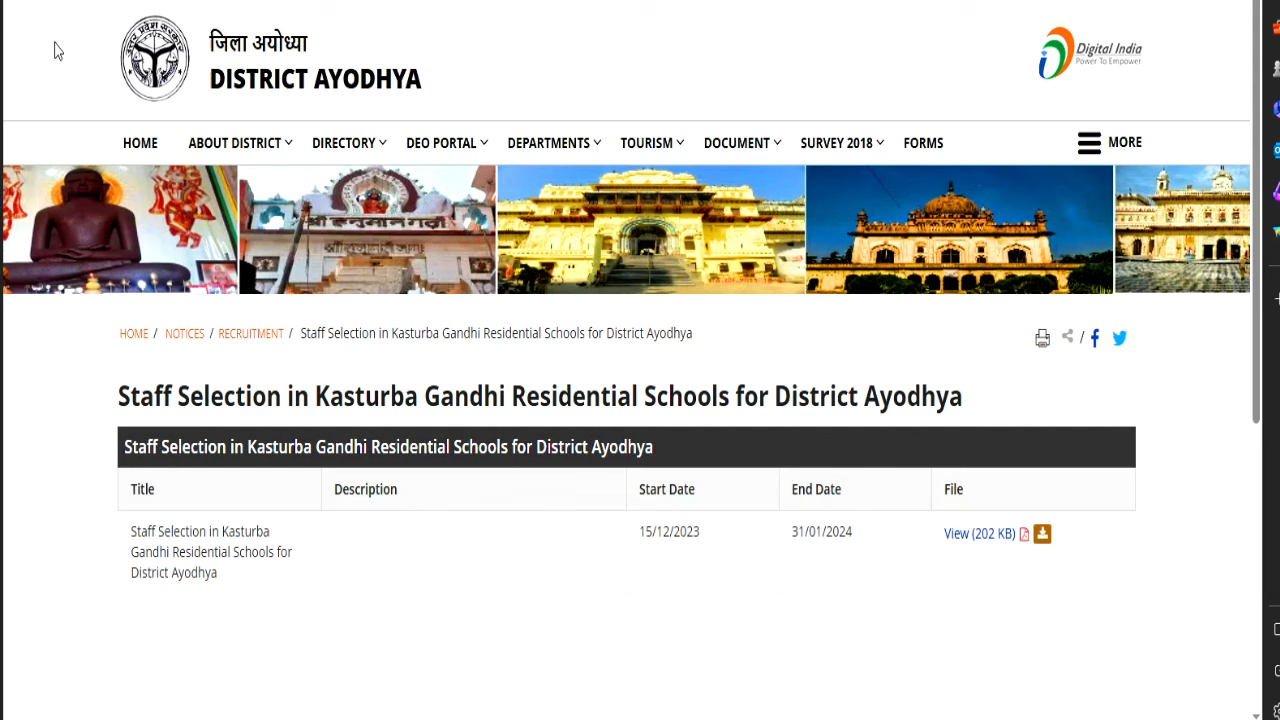 उत्तर प्रदेश सरकार
जिला अयोध्या
DISTRICT AYODHYA
Digital India
Power To Empower
HOME ABOUT DISTRICT DIRECTORY DEO PORTAL DEPARTMENTS TOURISM DOCUMENT SURVEY 2018 FORMS MORE
HOME / NOTICES / RECRUITMENT / Staff Selection in Kasturba Gandhi Residential Schools for District Ayodhya
/
Staff Selection in Kasturba Gandhi Residential Schools for District Ayodhya
Staff Selection in Kasturba Gandhi Residential Schools for District Ayodhya
Title Description Start Date End Date File
Staff Selection in Kasturba 15/12/2023 31/01/2024 View (202 KB)
Gandhi Residential Schools for
District Ayodhya